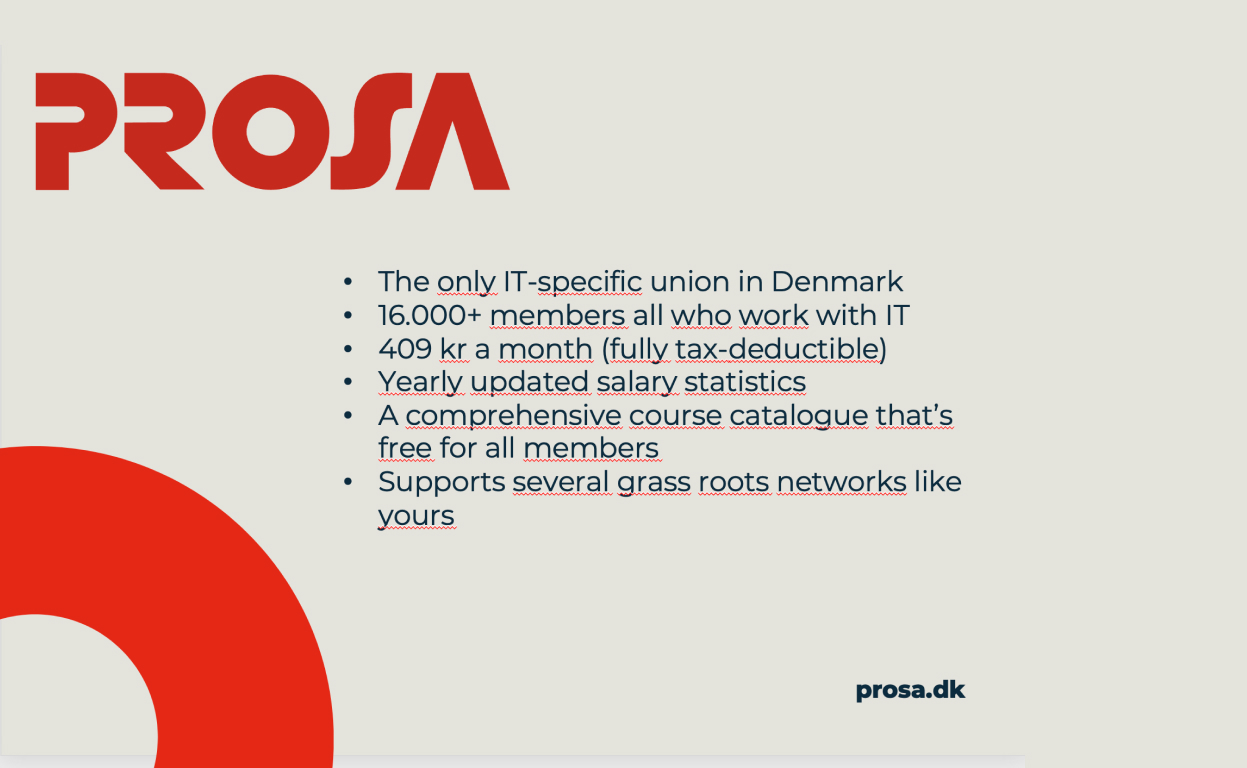 PROSA
• The only IT-specific union in Denmark
• 16.000+ members all who work with IT
• 409 kr a month (fully tax-deductible)
• Yearly updated salary statistics
• A comprehensive course catalogue that’s
free for all members
• Supports several grass roots networks like
yours
prosa.dk